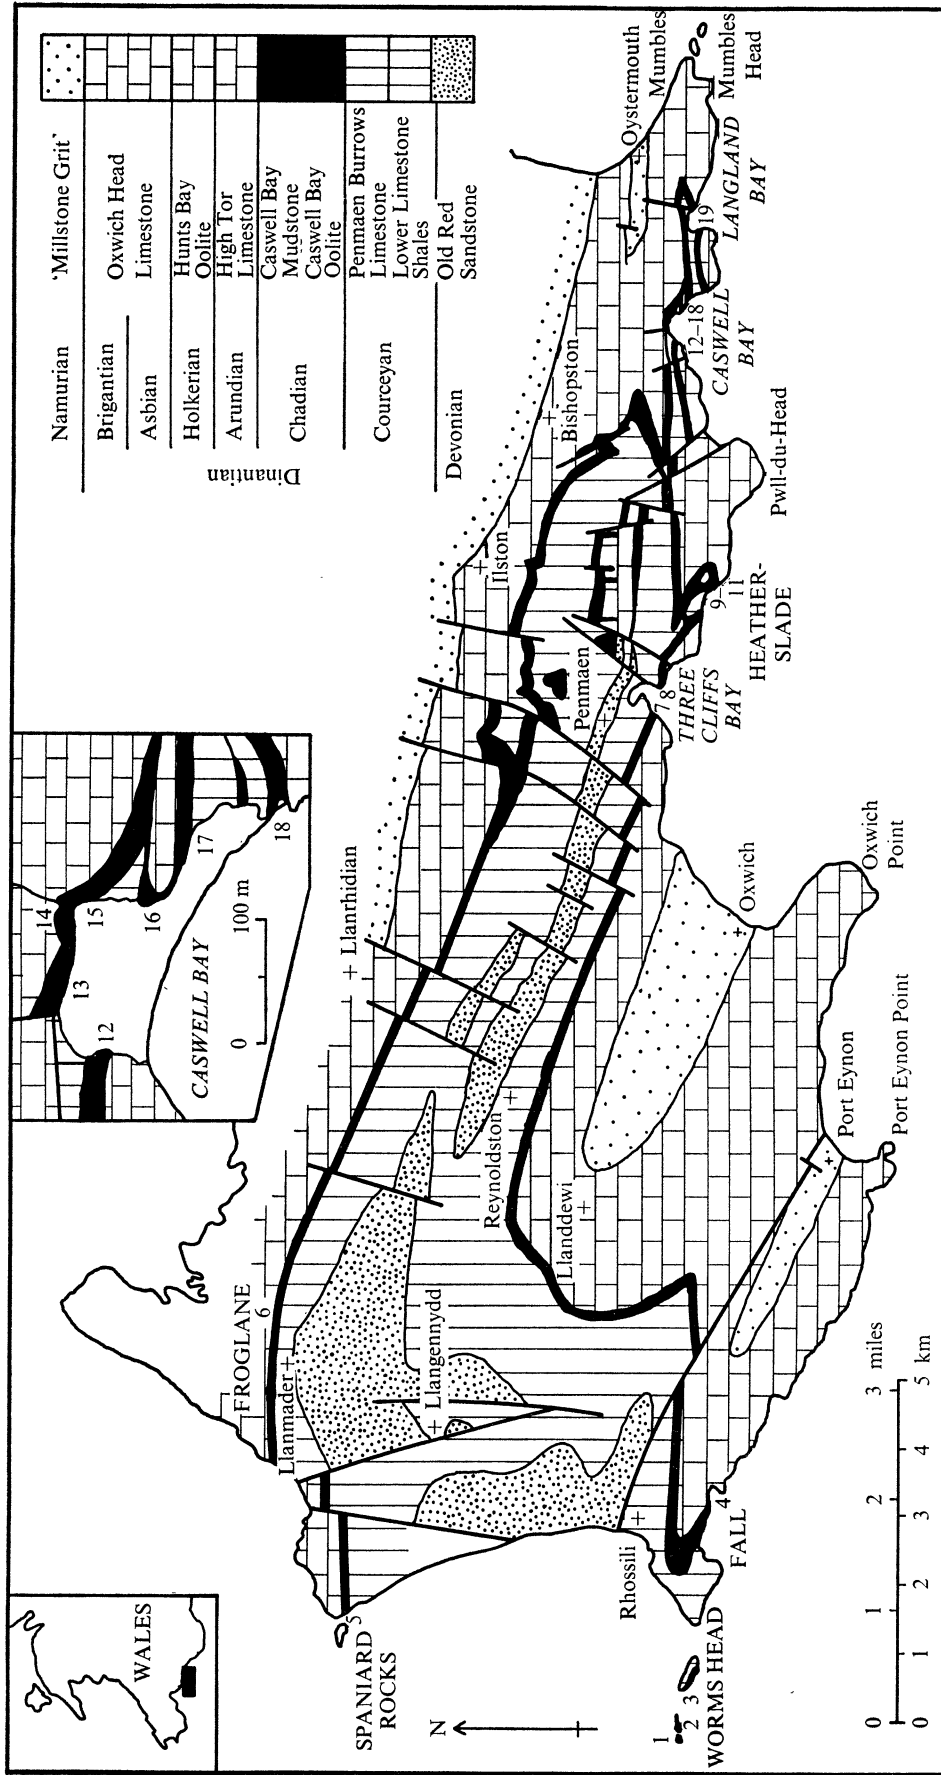 WALES
SPANIARD
ROCKS
5
N
1
2
3
WORMS HEAD
FROGLANE
6
Llanmader
Llangennydd
Rhossili
4
FALL
Reynoldston
Llanddewi
Port Eynon
Port Eynon Point
Oxwich
Oxwich
Point
Llanrhidian
Penmaen
7
8
THREE
CLIFFS
BAY
Ilston
9–
11
HEATHER-
SLADE
Bishopston
Pwll-du-Head
12–18
CASWELL
BAY
19
LANGLAND
BAY
Oystermouth
Mumbles
Mumbles
Head
0
1
2
3
miles
0
1
2
3
4
5
km
12
13
14
15
16
17
18
CASWELL BAY
0
100 m
Dinantian
Namurian
'Millstone Grit'
Brigantian
Oxwich Head
Asbian
Limestone
Holkerian
Hunts Bay
Oolite
Arundian
High Tor
Limestone
Chadian
Caswell Bay
Mudstone
Caswell Bay
Oolite
Courceyan
Penmaen Burrows
Limestone
Lower Limestone
Shales
Devonian
Old Red
Sandstone